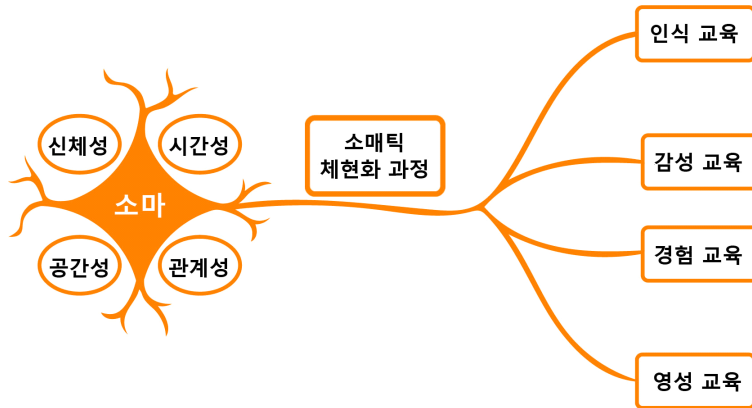 신체성
시간성
소마
공간성
관계성
소매틱
체현화 과정
인식 교육
감성 교육
경험 교육
영성 교육